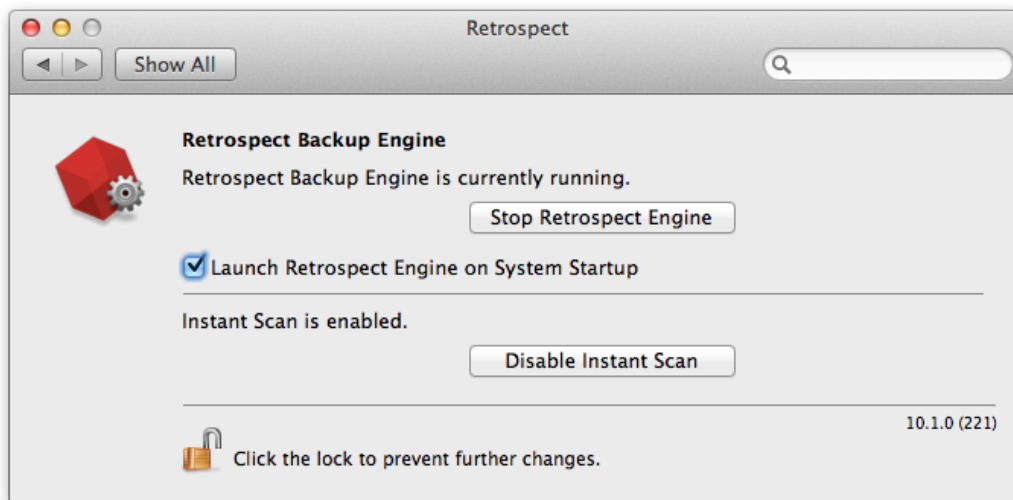 Retrospect
Show All
Retrospect Backup Engine
Retrospect Backup Engine is currently running.
Stop Retrospect Engine
Launch Retrospect Engine on System Startup
Instant Scan is enabled.
Disable Instant Scan
10.1.0 (221)
Click the lock to prevent further changes.